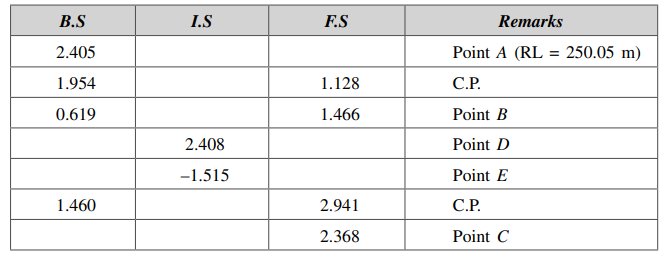 B.S I.S F.S Remarks
2.405 Point A (RL = 250.05 m)
1.954 1.128 C.P.
0.619 1.466 Point B
2.408 Point D
–1.515 Point E
1.460 2.941 C.P.
2.368 Point C